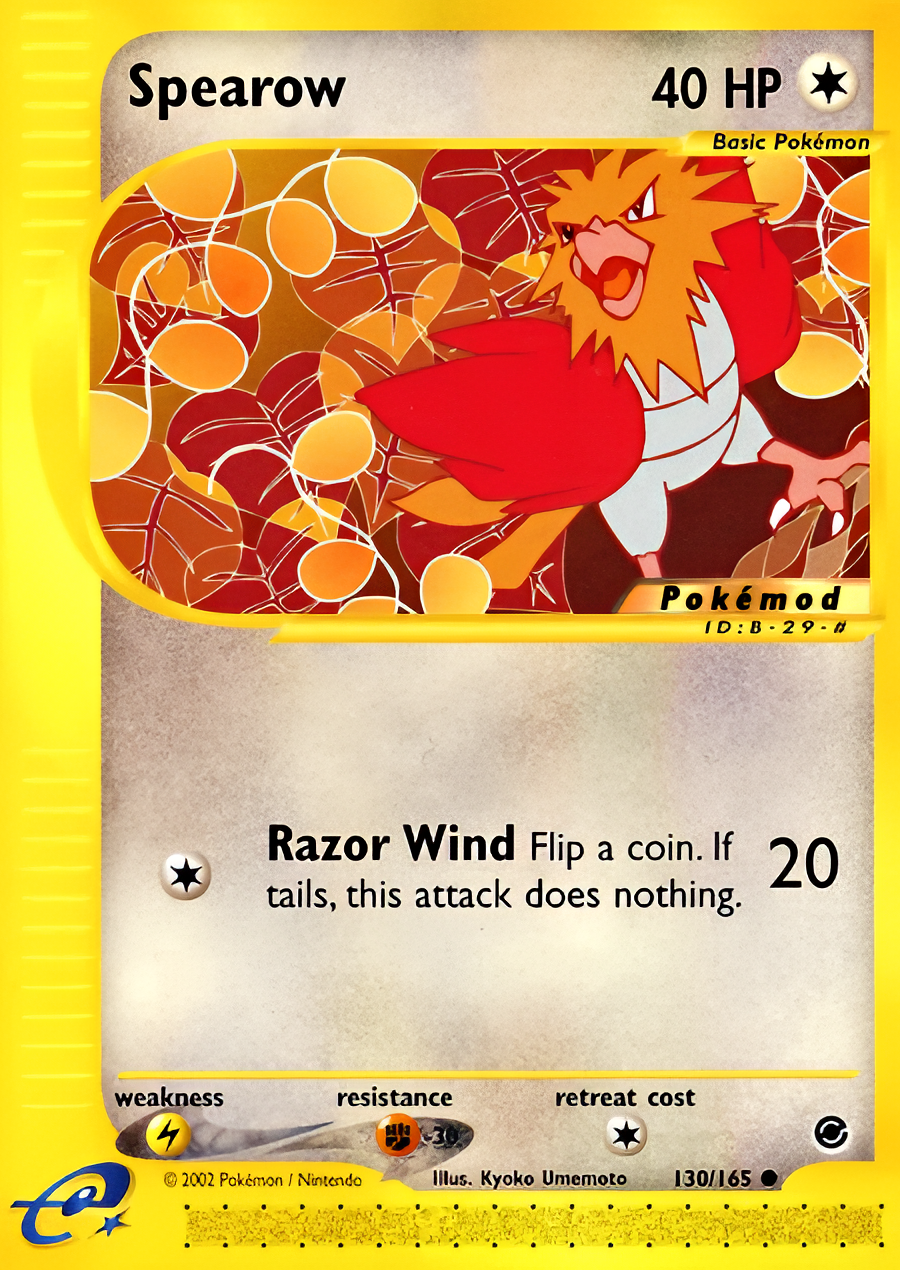 Spearow 40 HP
Basic Pokémon
Pokémod
ID:B-29-#
Razor Wind Flip a coin. If
tails, this attack does nothing. 20
weakness resistance retreat cost
-30
© 2002 Pokémon / Nintendo Illus. Kyoko Umemoto 130/165